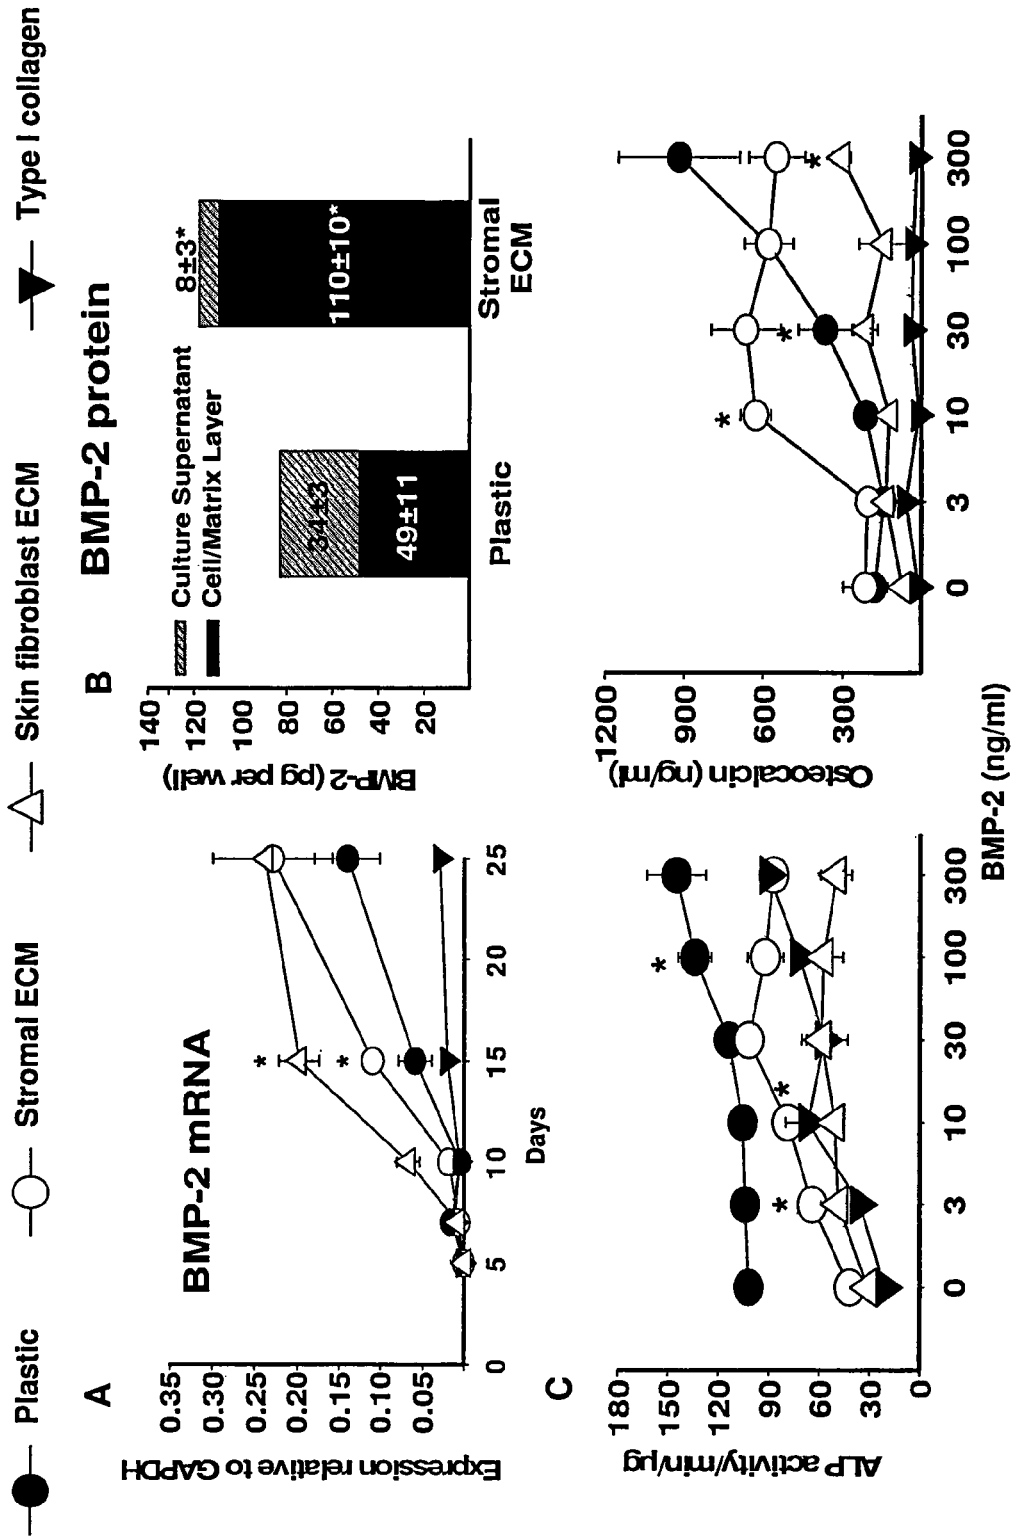 Plastic
Stromal ECM
Skin fibroblast ECM
Type I collagen
A
BMP-2 mRNA
Expression relative to GAPDH
0.35
0.30
0.25
0.20
0.15
0.10
0.05
0
5
10
15
20
25
Days
*
*
B
BMP-2 protein
BMP-2 (pg per well)
140
120
100
80
60
40
20
Culture Supernatant
Cell/Matrix Layer
34±3
49±11
8±3*
110±10*
Plastic
Stromal
ECM
C
ALP activity/min/µg
180
150
120
90
60
30
0
0
3
10
30
100
300
*
*
*
Osteocalcin (ng/ml)
1200
900
600
300
0
3
10
30
100
300
*
*
*
BMP-2 (ng/ml)